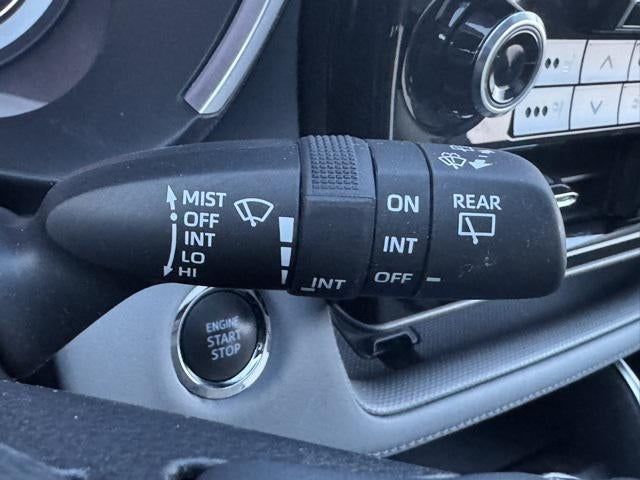 MIST
OFF
INT
LO
HI
INT
ON
INT
OFF
REAR
ENGINE
START
STOP